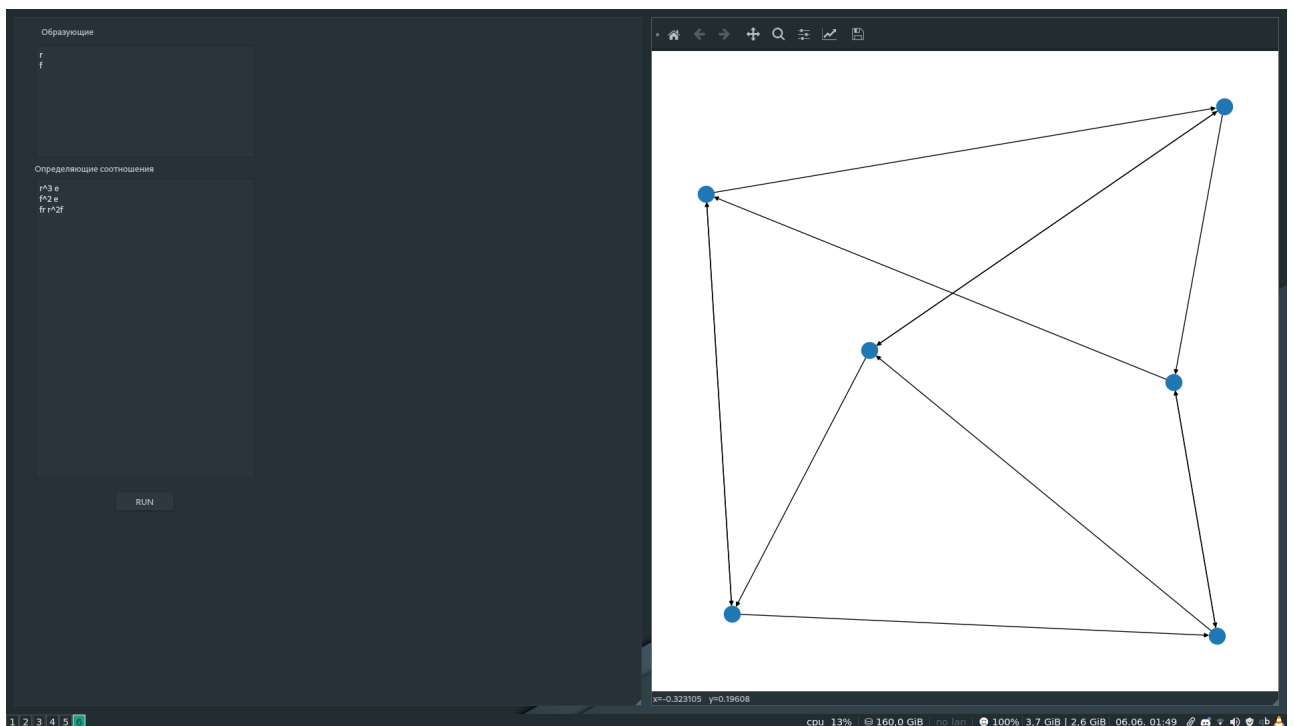 Образующие
r
f
Определяющие соотношения
r^3 e
f^2 e
fr r^2f
RUN
x=-0.323105 y=0.19608
1 2 3 4 5 6
cpu 13% 160,0 GiB no lan 100% 3,7 GiB | 2,6 GiB 06.06. 01:49 qb